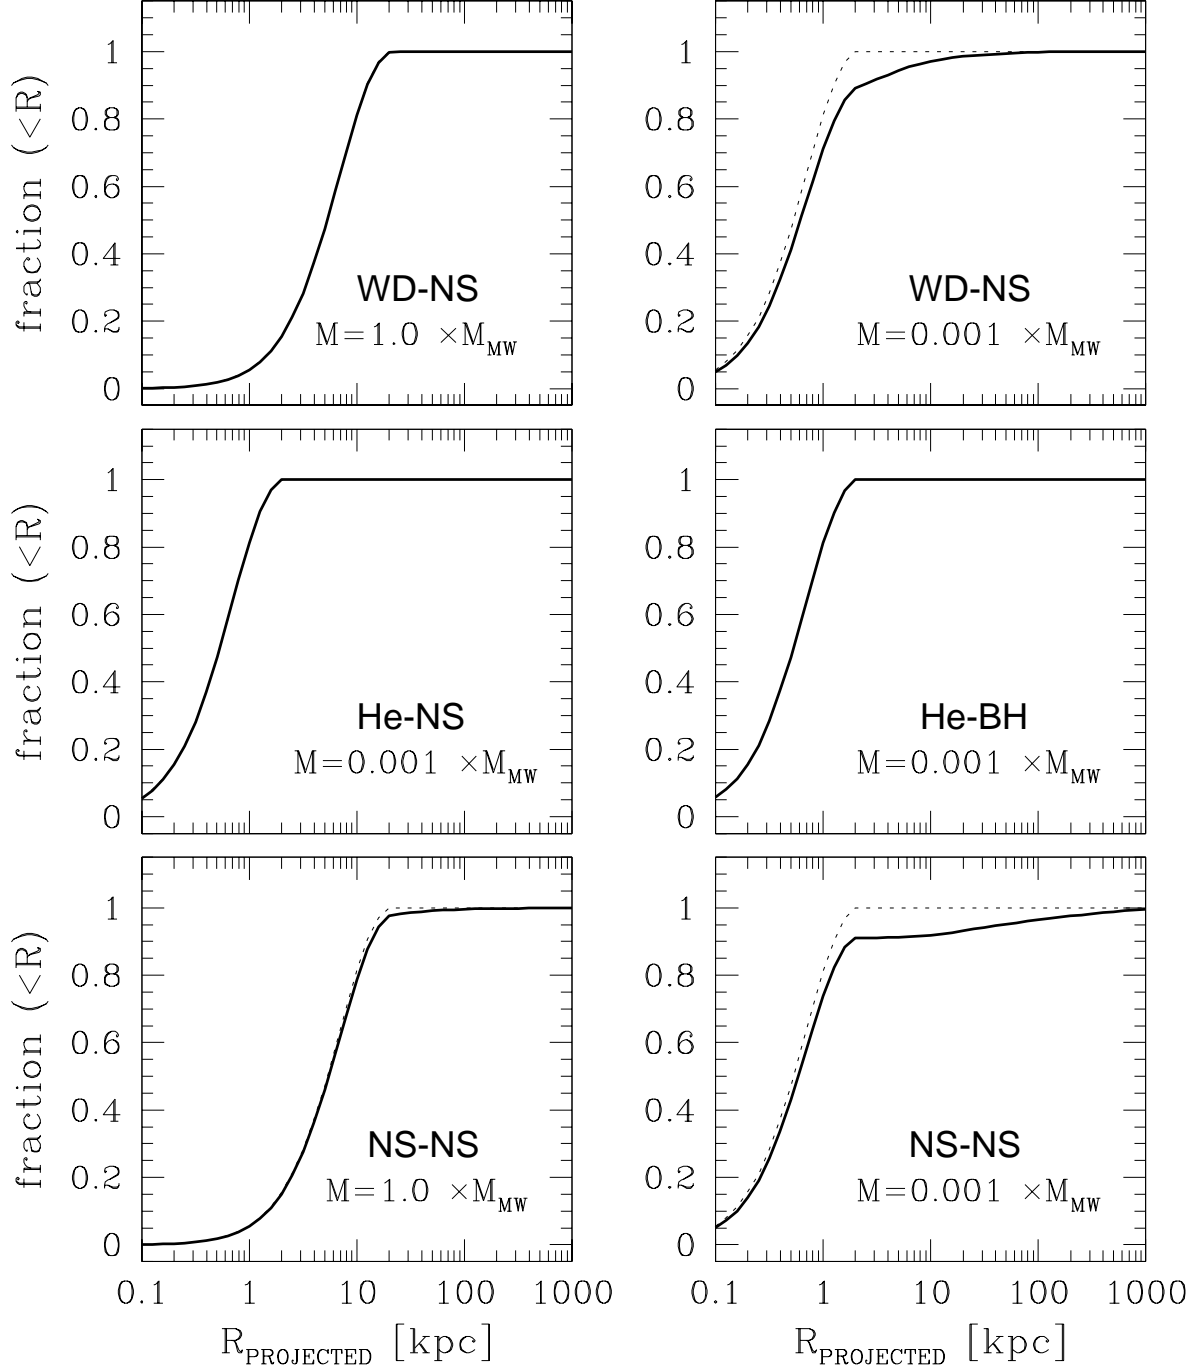 fraction (<R)
1
0.8
0.6
0.4
0.2
0
WD-NS
M=1.0 ×M_MW
1
0.8
0.6
0.4
0.2
0
WD-NS
M=0.001 ×M_MW
fraction (<R)
1
0.8
0.6
0.4
0.2
0
He-NS
M=0.001 ×M_MW
1
0.8
0.6
0.4
0.2
0
He-BH
M=0.001 ×M_MW
fraction (<R)
1
0.8
0.6
0.4
0.2
0
NS-NS
M=1.0 ×M_MW
0.1 1 10 100 1000
R_PROJECTED [kpc]
1
0.8
0.6
0.4
0.2
0
NS-NS
M=0.001 ×M_MW
0.1 1 10 100 1000
R_PROJECTED [kpc]